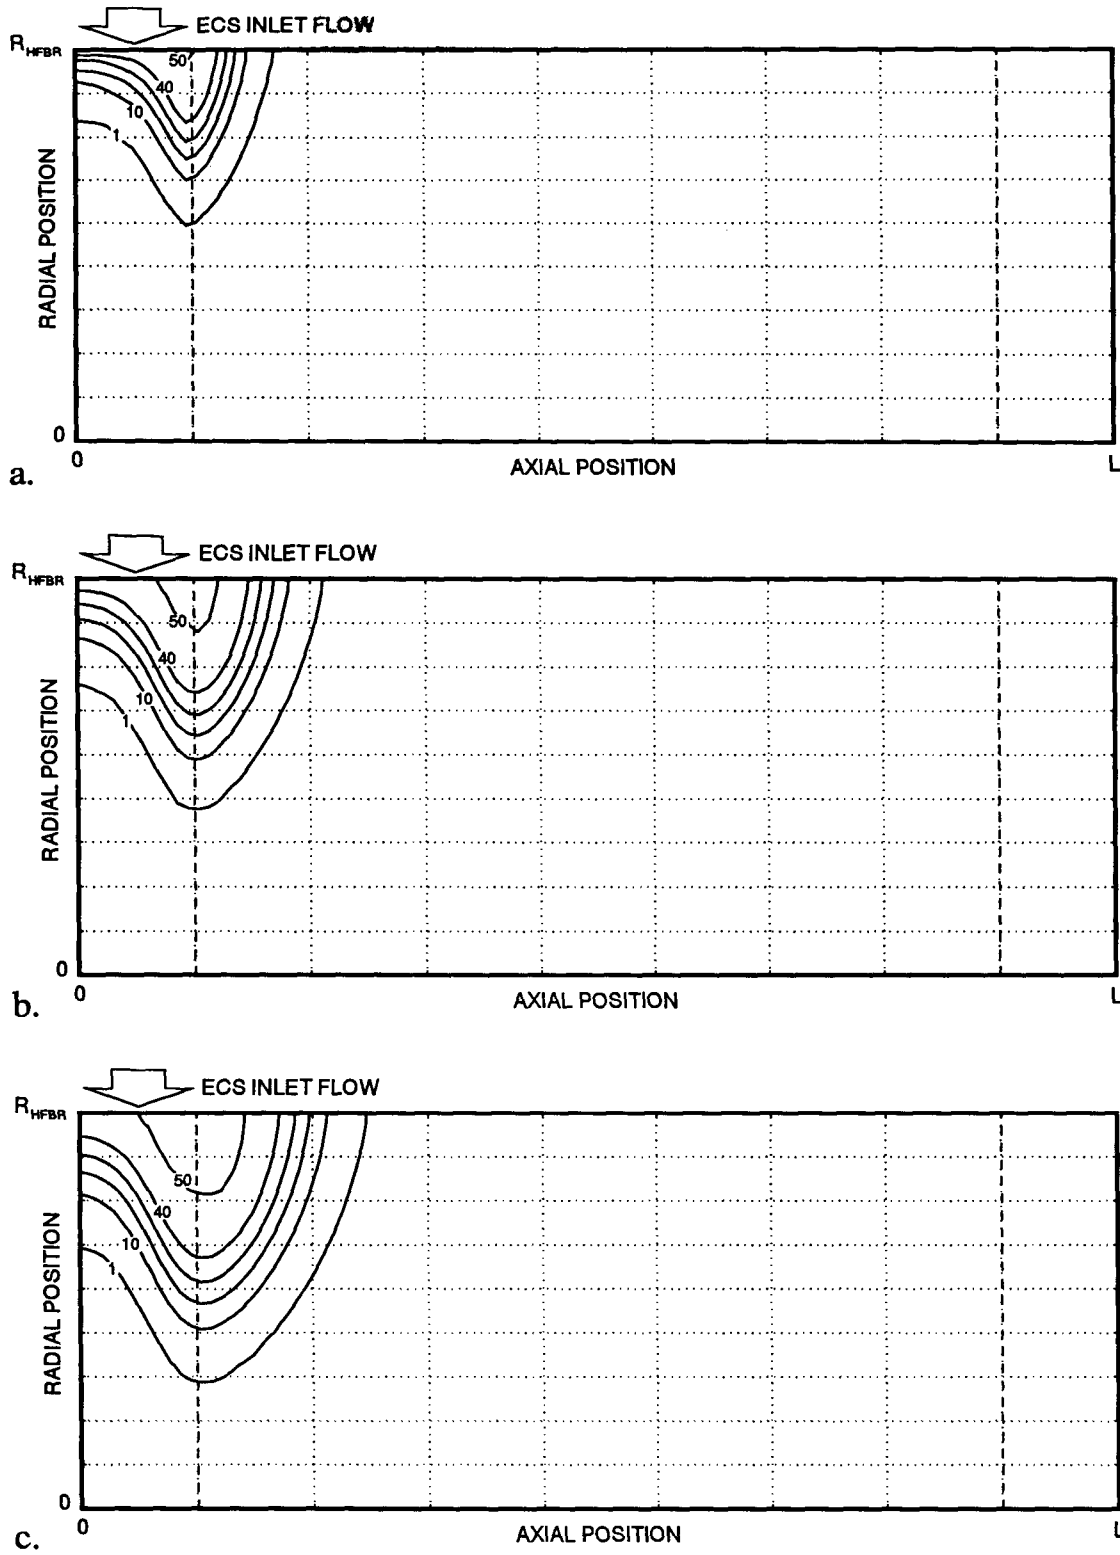 ECS INLET FLOW
R_HFBR
50
40
10
1
RADIAL POSITION
0
0
AXIAL POSITION
L
a.
ECS INLET FLOW
R_HFBR
50
40
10
1
RADIAL POSITION
0
0
AXIAL POSITION
L
b.
ECS INLET FLOW
R_HFBR
50
40
10
1
RADIAL POSITION
0
0
AXIAL POSITION
L
c.